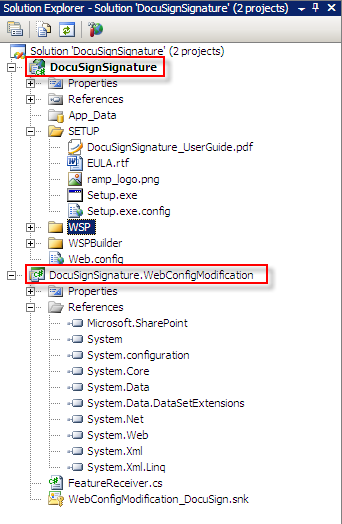 Solution Explorer - Solution 'DocuSignSignature' (2 projects)
Solution 'DocuSignSignature' (2 projects)
DocuSignSignature
Properties
References
App_Data
SETUP
DocuSignSignature_UserGuide.pdf
EULA.rtf
ramp_logo.png
Setup.exe
Setup.exe.config
WSP
WSPBuilder
Web.config
DocuSignSignature.WebConfigModification
Properties
References
Microsoft.SharePoint
System
System.configuration
System.Core
System.Data
System.Data.DataSetExtensions
System.Net
System.Web
System.Xml
System.Xml.Linq
FeatureReceiver.cs
WebConfigModification_DocuSign.snk